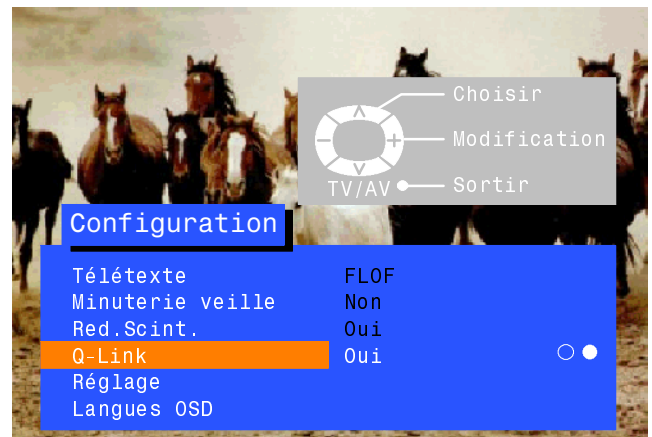 Choisir
Modification
TV/AV Sortir
Configuration
Télétexte FLOF
Minuterie veille Non
Red.Scint. Oui
Q-Link Oui
Réglage
Langues OSD